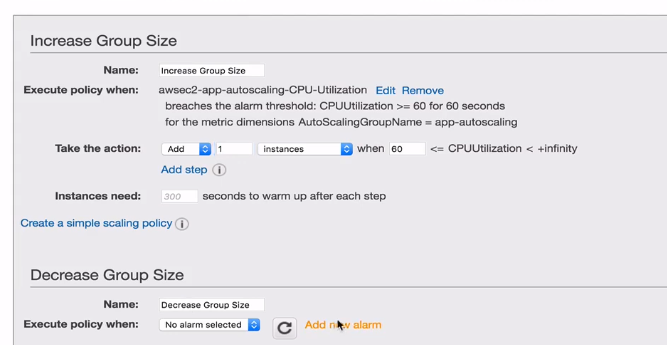 Increase Group Size
Name: Increase Group Size
Execute policy when: awsec2-app-autoscaling-CPU-Utilization Edit Remove
breaches the alarm threshold: CPUUtilization >= 60 for 60 seconds
for the metric dimensions AutoScalingGroupName = app-autoscaling
Take the action: Add 1 instances when 60 <= CPUUtilization < +infinity
Add step i
Instances need: 300 seconds to warm up after each step
Create a simple scaling policy i
Decrease Group Size
Name: Decrease Group Size
Execute policy when: No alarm selected Add new alarm